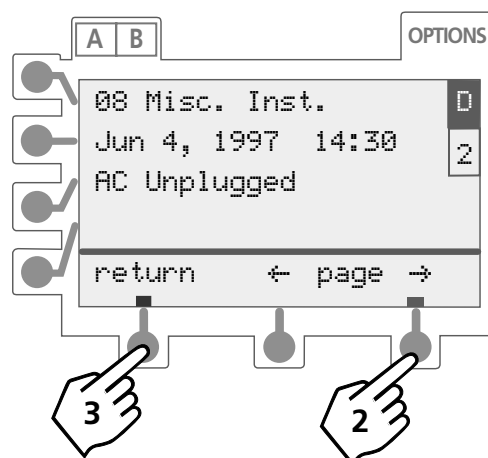 A B
OPTIONS
08 Misc. Inst.
D
Jun 4, 1997 14:30
2
AC Unplugged
return ← page →
3
2